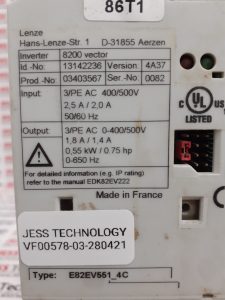 86T1
Lenze
Hans-Lenze-Str. 1 D-31855 Aerzen
Inverter 8200 vector
Id.-No: 13142236 Version: 4A37
Prod.-No: 03403567 Ser.-No 0082
Input: 3/PE AC 400/500V
2,5 A / 2,0 A
50/60 Hz
Output: 3/PE AC 0-400/500V
1,8 A / 1,4 A
0,55 kW / 0.75 hp
0-650 Hz
For detailed information (e.g. IP rating)
refer to the manual EDK82EV222
Made in France
C UL US
LISTED
JESS TECHNOLOGY
VF00578-03-280421
Type: E82EV551_4C